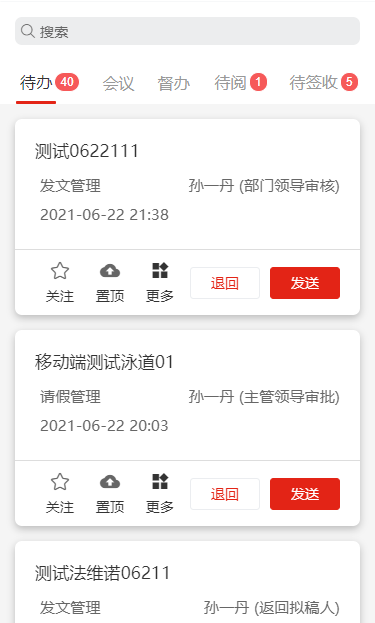 搜索
待办 40 会议 督办 待阅 1 待签收 5
测试0622111
发文管理 孙一丹 (部门领导审核)
2021-06-22 21:38
关注 置顶 更多 退回 发送
移动端测试泳道01
请假管理 孙一丹 (主管领导审批)
2021-06-22 20:03
关注 置顶 更多 退回 发送
测试法维诺06211
发文管理 孙一丹 (返回拟稿人)